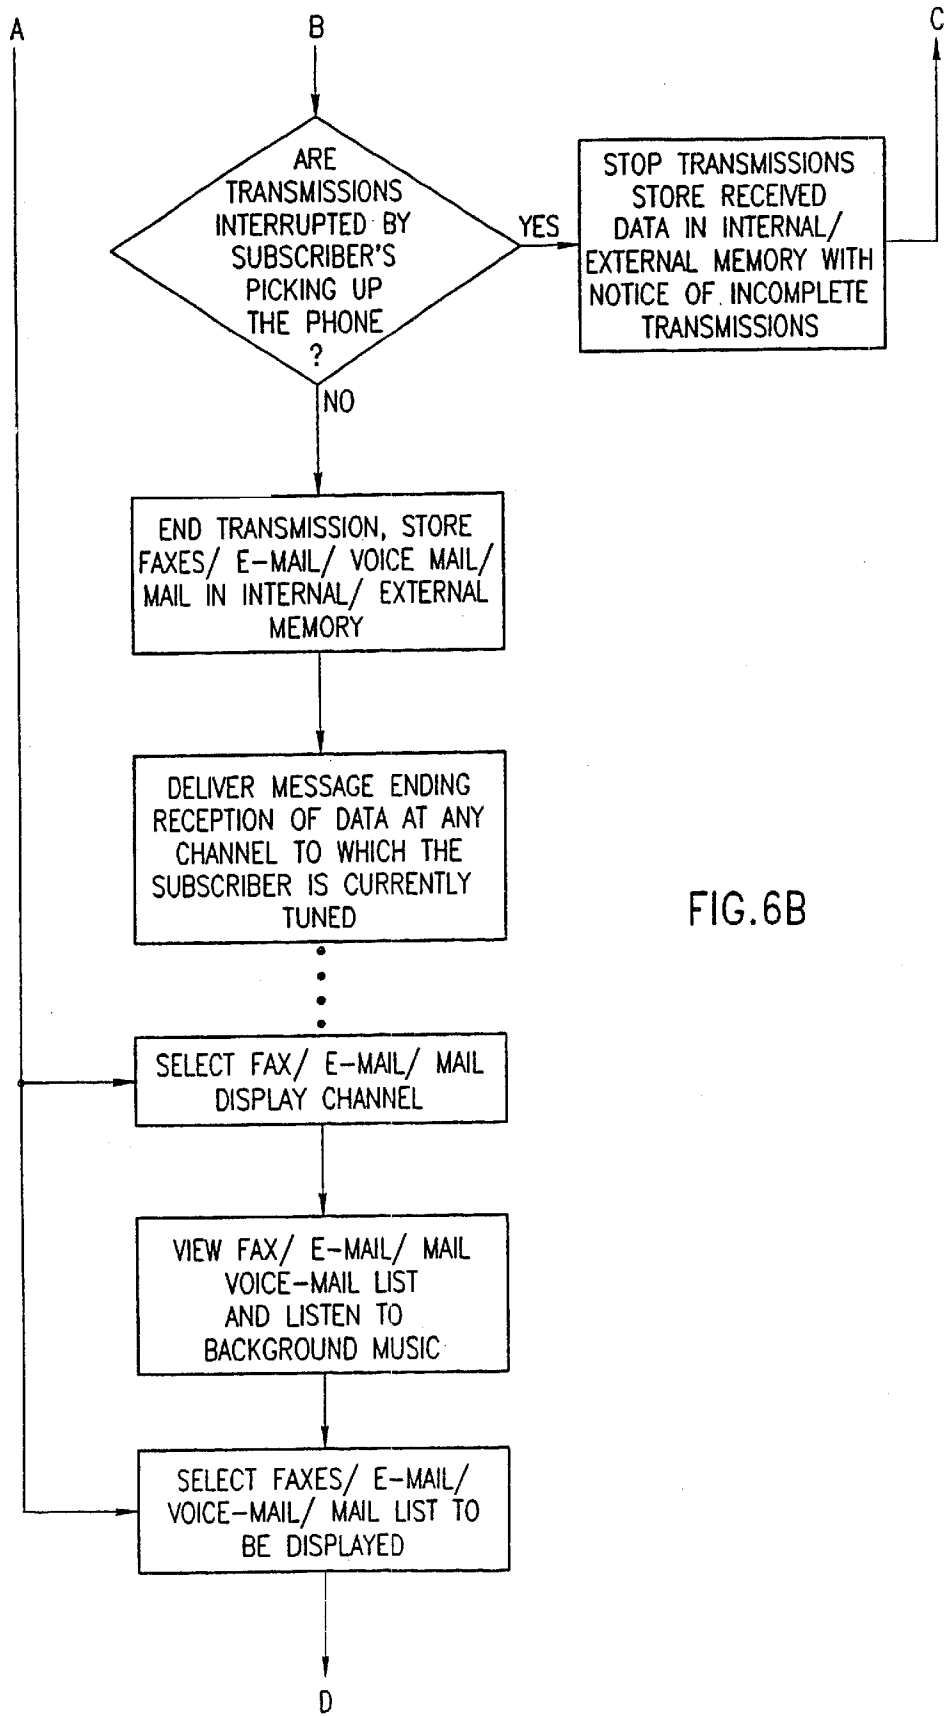 A
B
C
ARE
TRANSMISSIONS
INTERRUPTED BY
SUBSCRIBER'S
PICKING UP
THE PHONE
?
YES
STOP TRANSMISSIONS
STORE RECEIVED
DATA IN INTERNAL/
EXTERNAL MEMORY WITH
NOTICE OF INCOMPLETE
TRANSMISSIONS
NO
END TRANSMISSION, STORE
FAXES/ E-MAIL/ VOICE MAIL/
MAIL IN INTERNAL/ EXTERNAL
MEMORY
DELIVER MESSAGE ENDING
RECEPTION OF DATA AT ANY
CHANNEL TO WHICH THE
SUBSCRIBER IS CURRENTLY
TUNED
FIG.6B
SELECT FAX/ E-MAIL/ MAIL
DISPLAY CHANNEL
VIEW FAX/ E-MAIL/ MAIL
VOICE-MAIL LIST
AND LISTEN TO
BACKGROUND MUSIC
SELECT FAXES/ E-MAIL/
VOICE-MAIL/ MAIL LIST TO
BE DISPLAYED
D